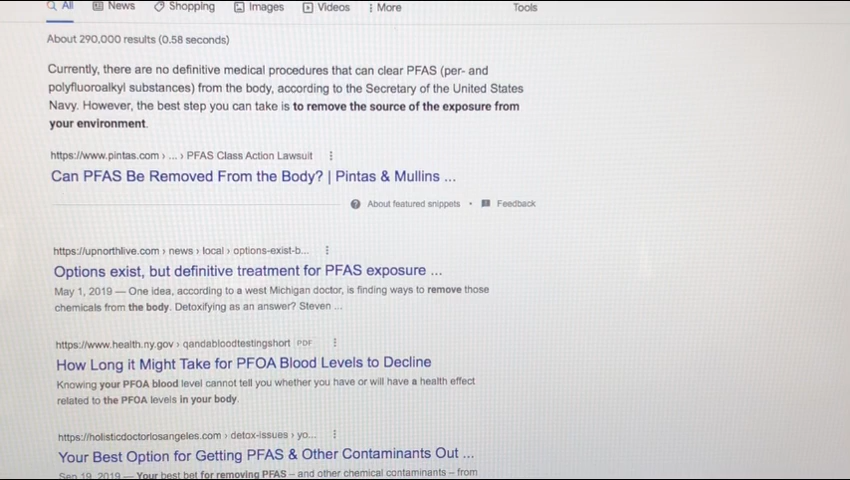 All News Shopping Images Videos More Tools
About 290,000 results (0.58 seconds)
Currently, there are no definitive medical procedures that can clear PFAS (per- and
polyfluoroalkyl substances) from the body, according to the Secretary of the United States
Navy. However, the best step you can take is to remove the source of the exposure from
your environment.
https://www.pintas.com › ... › PFAS Class Action Lawsuit
Can PFAS Be Removed From the Body? | Pintas & Mullins ...
About featured snippets • Feedback
https://upnorthlive.com › news › local › options-exist-b...
Options exist, but definitive treatment for PFAS exposure ...
May 1, 2019 — One idea, according to a west Michigan doctor, is finding ways to remove those
chemicals from the body. Detoxifying as an answer? Steven ...
https://www.health.ny.gov › qandabloodtestingshort PDF
How Long it Might Take for PFOA Blood Levels to Decline
Knowing your PFOA blood level cannot tell you whether you have or will have a health effect
related to the PFOA levels in your body.
https://holisticdoctorlosangeles.com › detox-issues › yo...
Your Best Option for Getting PFAS & Other Contaminants Out ...
Sep 19, 2019 — Your best bet for removing PFAS – and other chemical contaminants – from